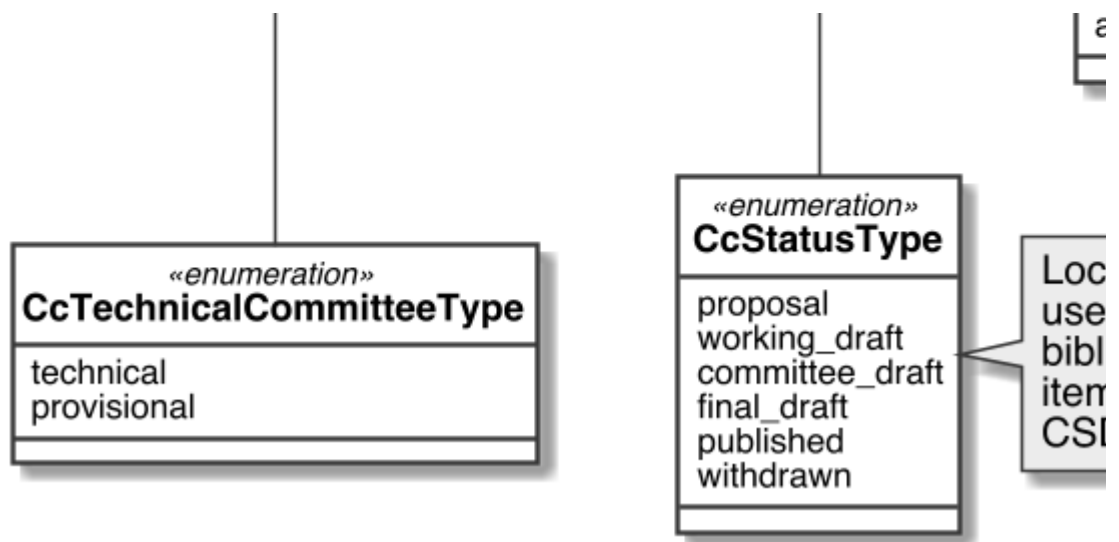 «enumeration»
CcTechnicalCommitteeType
technical
provisional
«enumeration»
CcStatusType
proposal
working_draft
committee_draft
final_draft
published
withdrawn